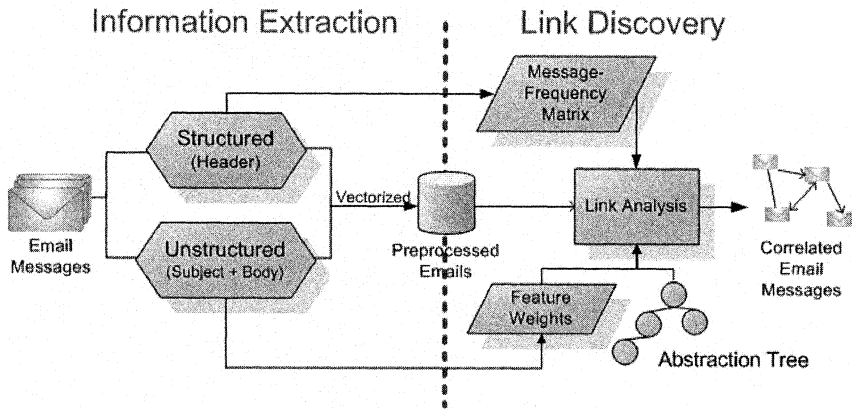 Information Extraction
Link Discovery
Message-
Frequency
Matrix
Structured
(Header)
Vectorized
Link Analysis
Email
Messages
Unstructured
(Subject + Body)
Preprocessed
Emails
Correlated
Email
Messages
Feature
Weights
Abstraction Tree